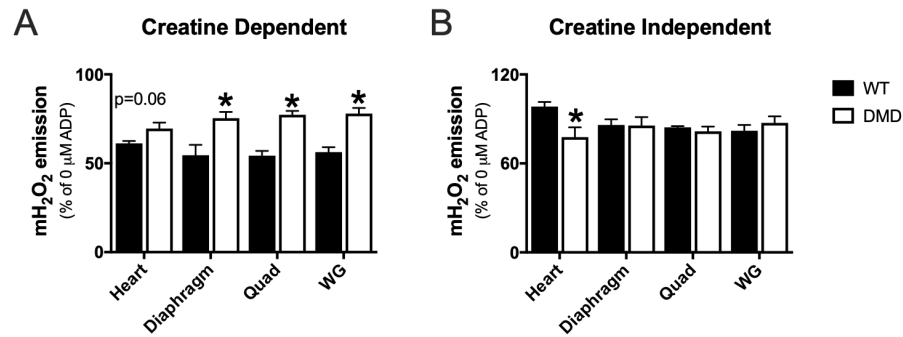 A
Creatine Dependent
mH₂O₂ emission
(% of 0 µM ADP)
100
50
0
p=0.06
*
*
*
Heart
Diaphragm
Quad
WG
B
Creatine Independent
mH₂O₂ emission
(% of 0 µM ADP)
120
60
0
*
Heart
Diaphragm
Quad
WG
WT
DMD